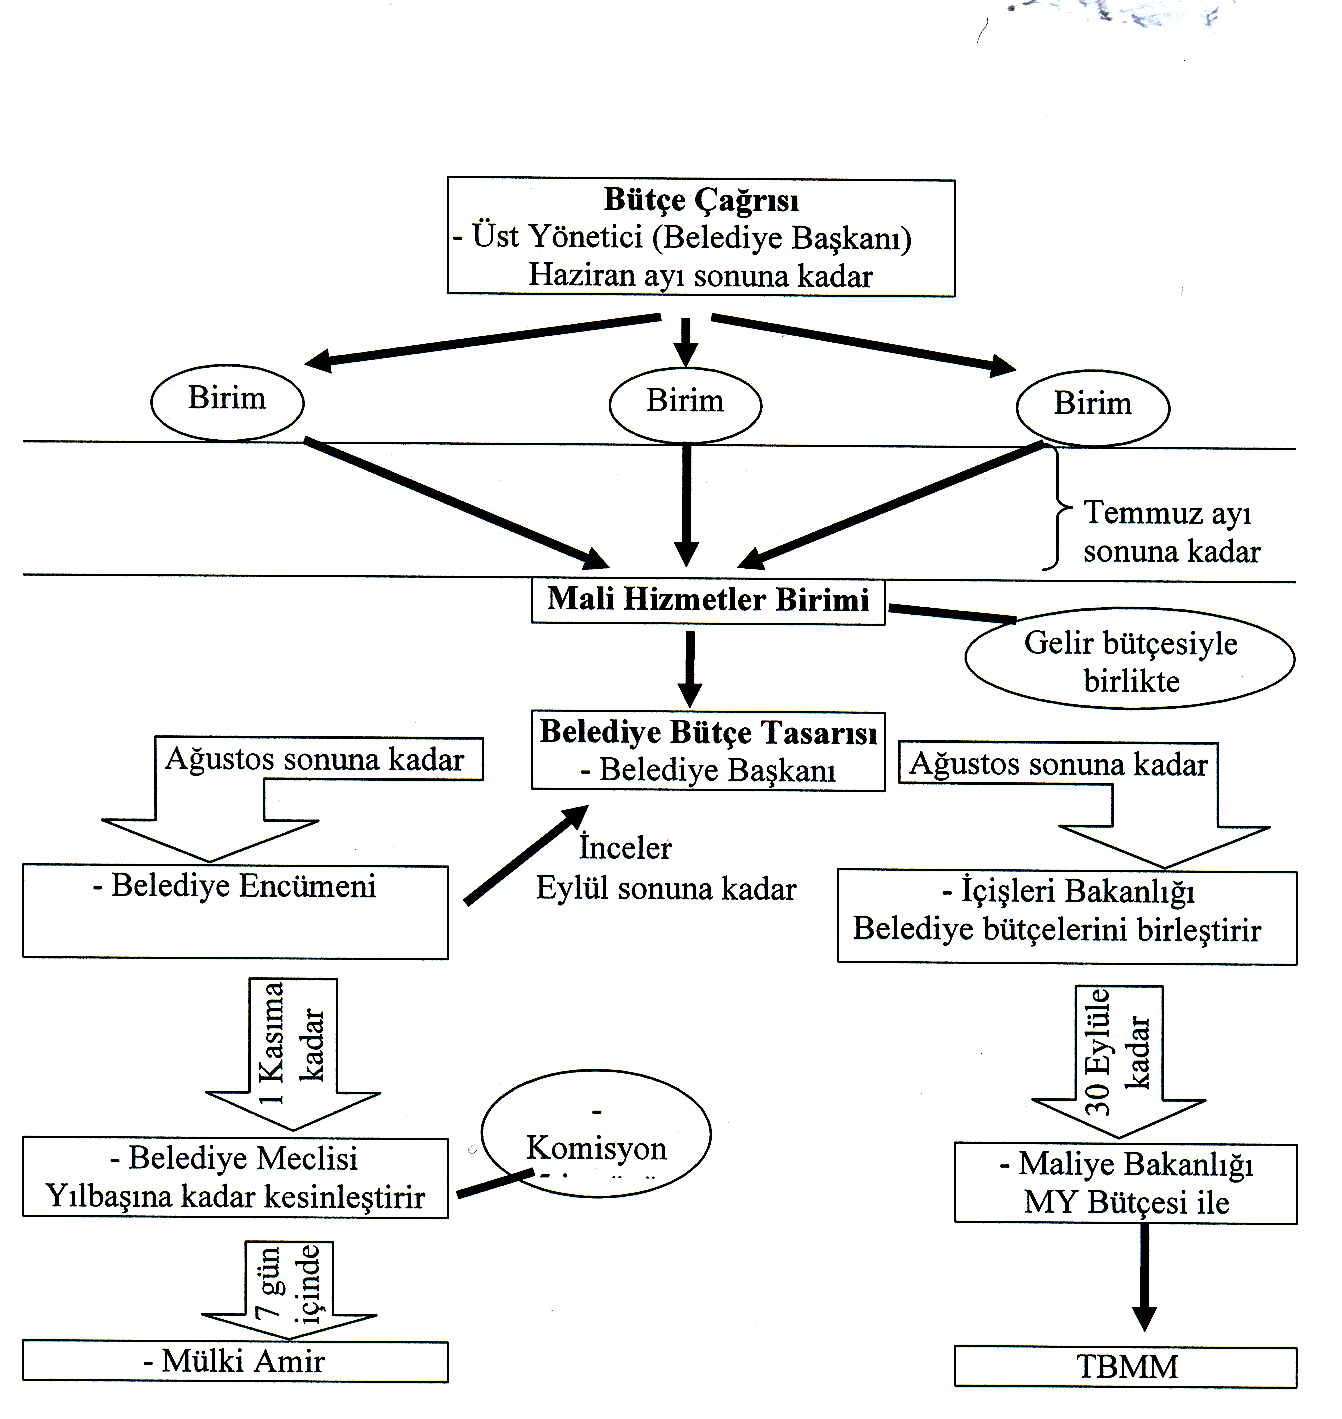 Bütçe Çağrısı
- Üst Yönetici (Belediye Başkanı)
Haziran ayı sonuna kadar
Birim
Birim
Birim
Temmuz ayı
sonuna kadar
Mali Hizmetler Birimi
Gelir bütçesiyle
birlikte
Belediye Bütçe Tasarısı
- Belediye Başkanı
Ağustos sonuna kadar
Ağustos sonuna kadar
İnceler
Eylül sonuna kadar
- Belediye Encümeni
- İçişleri Bakanlığı
Belediye bütçelerini birleştirir
1 Kasıma
kadar
30 Eylüle
kadar
-
Komisyon
- Belediye Meclisi
Yılbaşına kadar kesinleştirir
- Maliye Bakanlığı
MY Bütçesi ile
7 gün
içinde
- Mülki Amir
TBMM